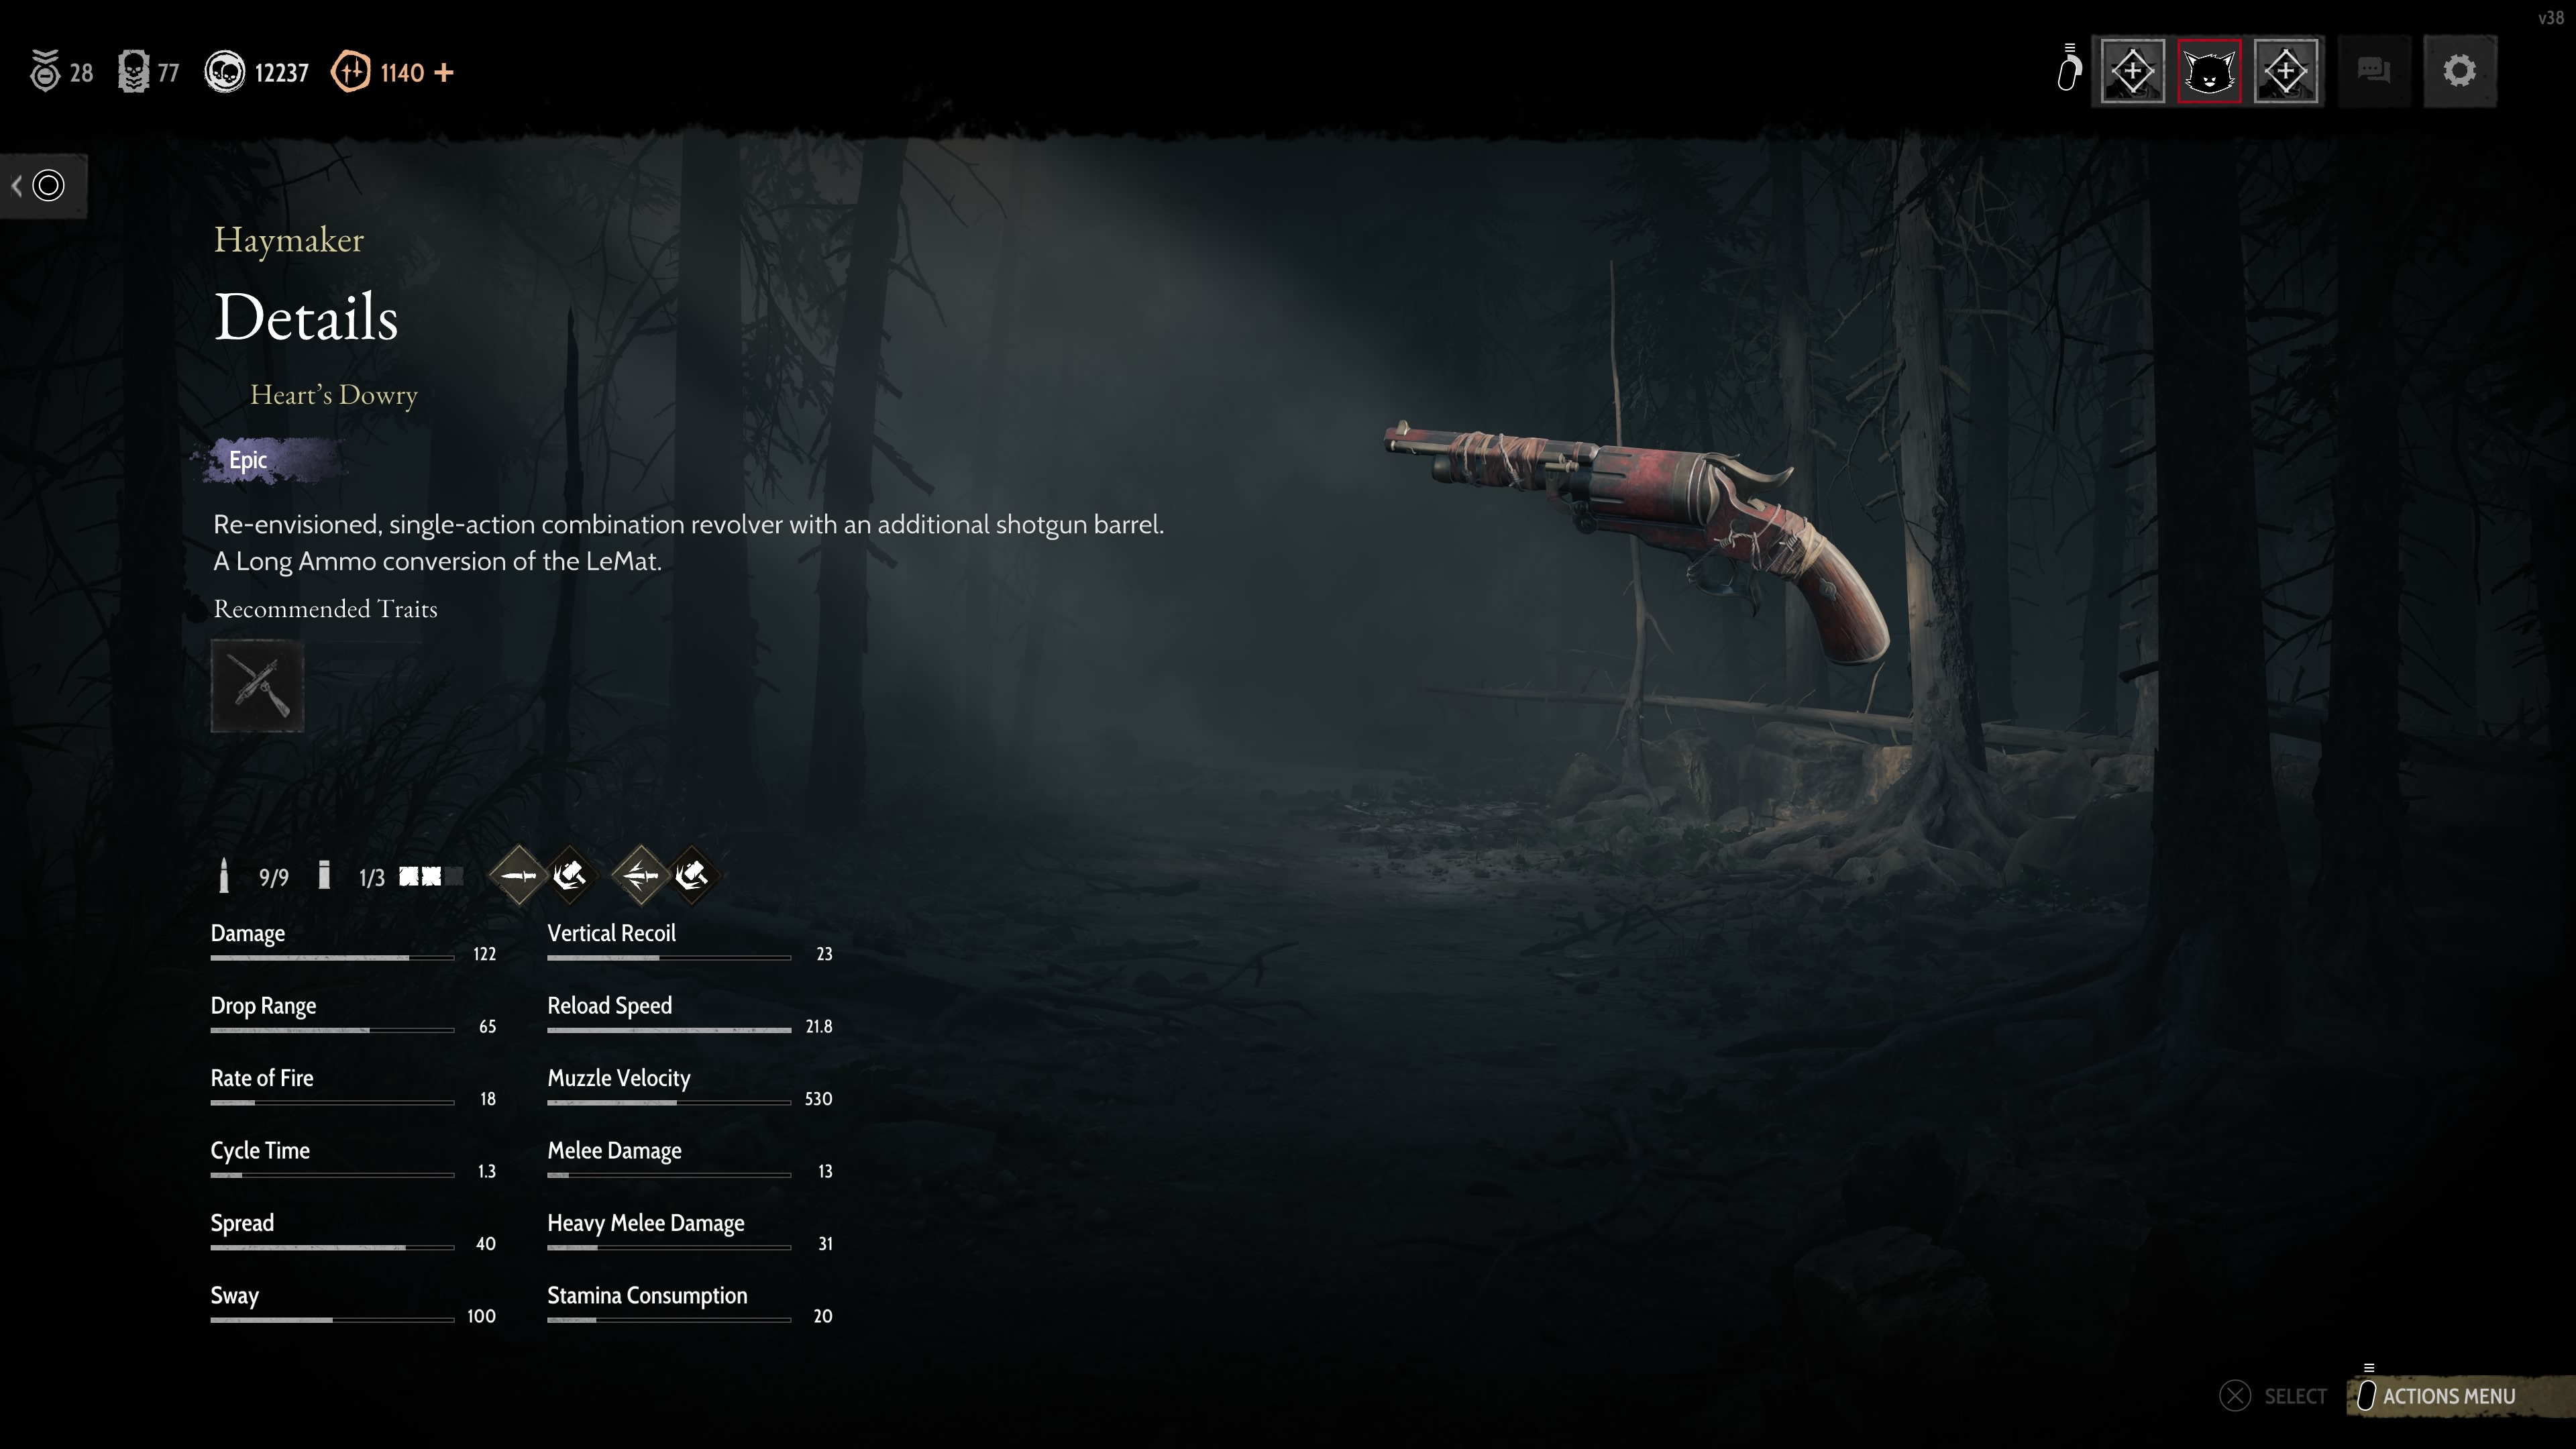 v38
28
77
12237
1140 +
Haymaker
Details
Heart's Dowry
Epic
Re-envisioned, single-action combination revolver with an additional shotgun barrel.
A Long Ammo conversion of the LeMat.
Recommended Traits
9/9
1/3
Damage 122
Vertical Recoil 23
Drop Range 65
Reload Speed 21.8
Rate of Fire 18
Muzzle Velocity 530
Cycle Time 1.3
Melee Damage 13
Spread 40
Heavy Melee Damage 31
Sway 100
Stamina Consumption 20
SELECT
ACTIONS MENU